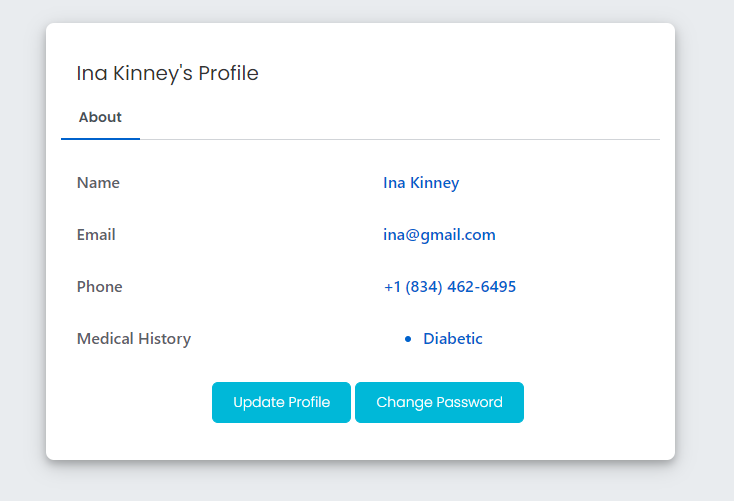 Ina Kinney's Profile
About
Name Ina Kinney
Email ina@gmail.com
Phone +1 (834) 462-6495
Medical History • Diabetic
Update Profile Change Password